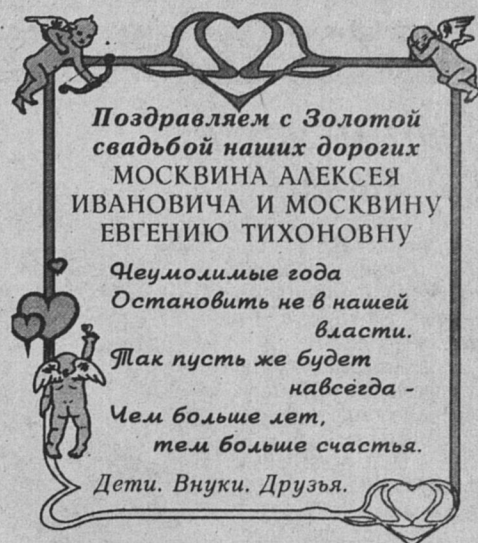 Поздравляем с Золотой
свадьбой наших дорогих
МОСКВИНА АЛЕКСЕЯ
ИВАНОВИЧА И МОСКВИНУ
ЕВГЕНИЮ ТИХОНОВНУ
Неумолимые года
Остановить не в нашей
власти.
Так пусть же будет
навсегда -
Чем больше лет,
тем больше счастья.
Дети. Внуки. Друзья.